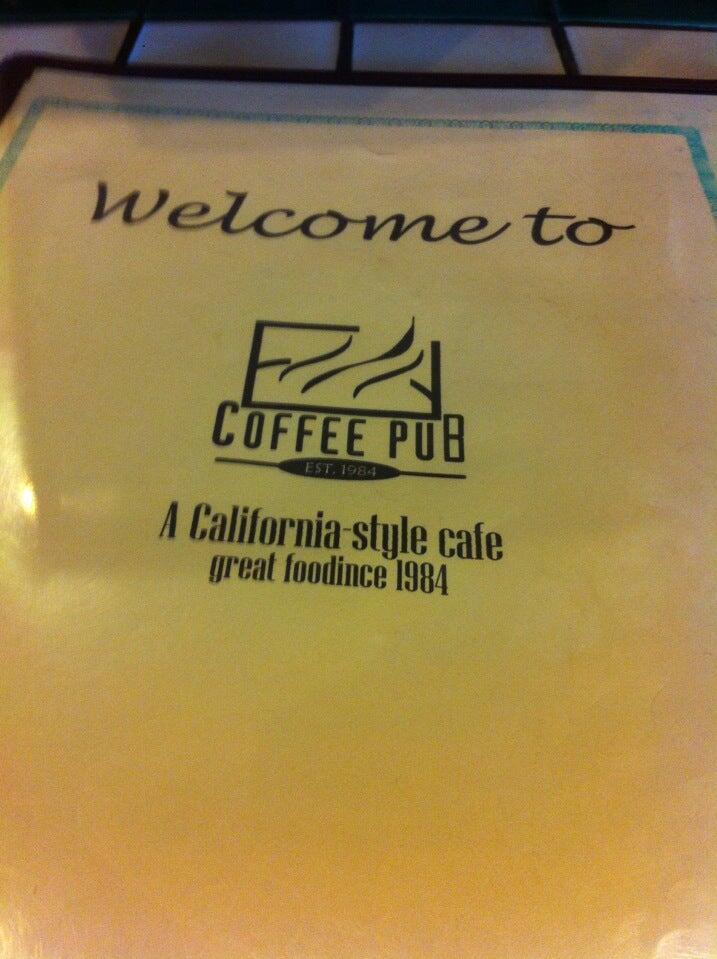 Welcome to
COFFEE PUB
EST. 1984
A California-style cafe
great foodince 1984